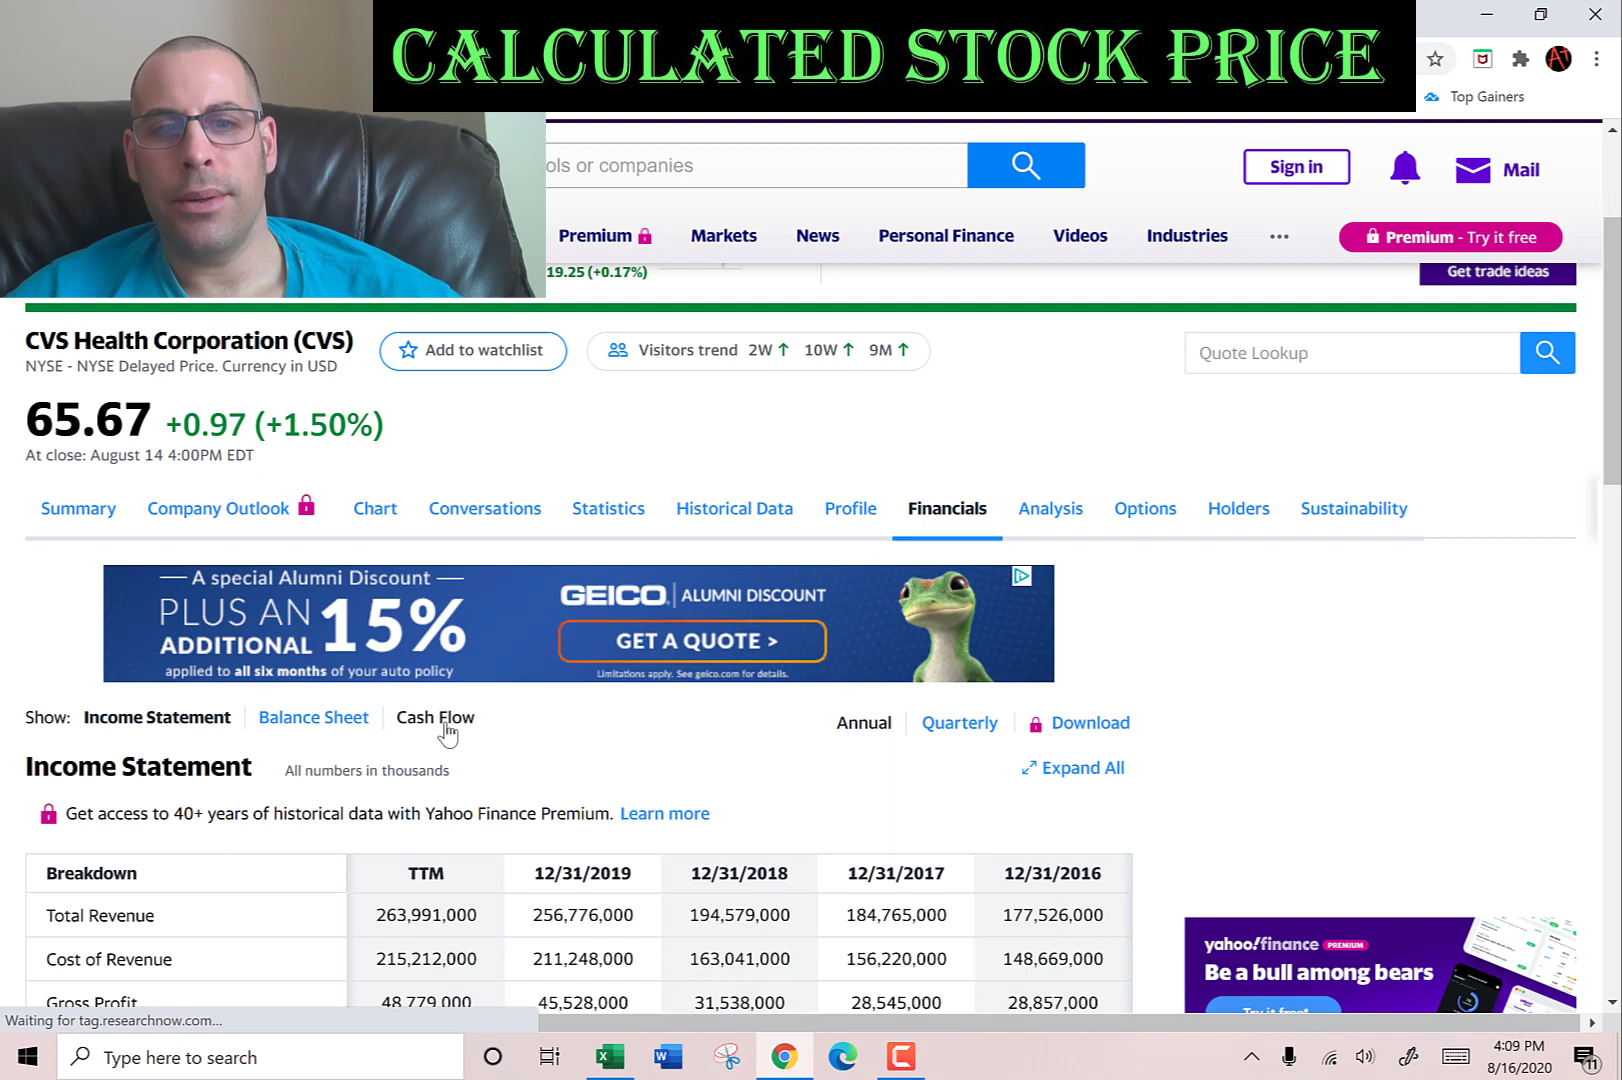 CALCULATED STOCK PRICE
Top Gainers
ols or companies
Sign in
Mail
Premium
Markets
News
Personal Finance
Videos
Industries
Premium - Try it free
19.25 (+0.17%)
Get trade ideas
CVS Health Corporation (CVS)
NYSE - NYSE Delayed Price. Currency in USD
Add to watchlist
Visitors trend 2W ↑ 10W ↑ 9M ↑
Quote Lookup
65.67 +0.97 (+1.50%)
At close: August 14 4:00PM EDT
Summary
Company Outlook
Chart
Conversations
Statistics
Historical Data
Profile
Financials
Analysis
Options
Holders
Sustainability
— A special Alumni Discount —
PLUS AN
ADDITIONAL 15%
applied to all six months of your auto policy
GEICO | ALUMNI DISCOUNT
GET A QUOTE >
Limitations apply. See geico.com for details.
Show: Income Statement Balance Sheet Cash Flow
Annual Quarterly Download
Income Statement All numbers in thousands
Expand All
Get access to 40+ years of historical data with Yahoo Finance Premium. Learn more
Breakdown TTM 12/31/2019 12/31/2018 12/31/2017 12/31/2016
Total Revenue 263,991,000 256,776,000 194,579,000 184,765,000 177,526,000
Cost of Revenue 215,212,000 211,248,000 163,041,000 156,220,000 148,669,000
Gross Profit 48,779,000 45,528,000 31,538,000 28,545,000 28,857,000
yahoo!finance PREMIUM
Be a bull among bears
Try it free*
Waiting for tag.researchnow.com...
Type here to search
4:09 PM
8/16/2020
11